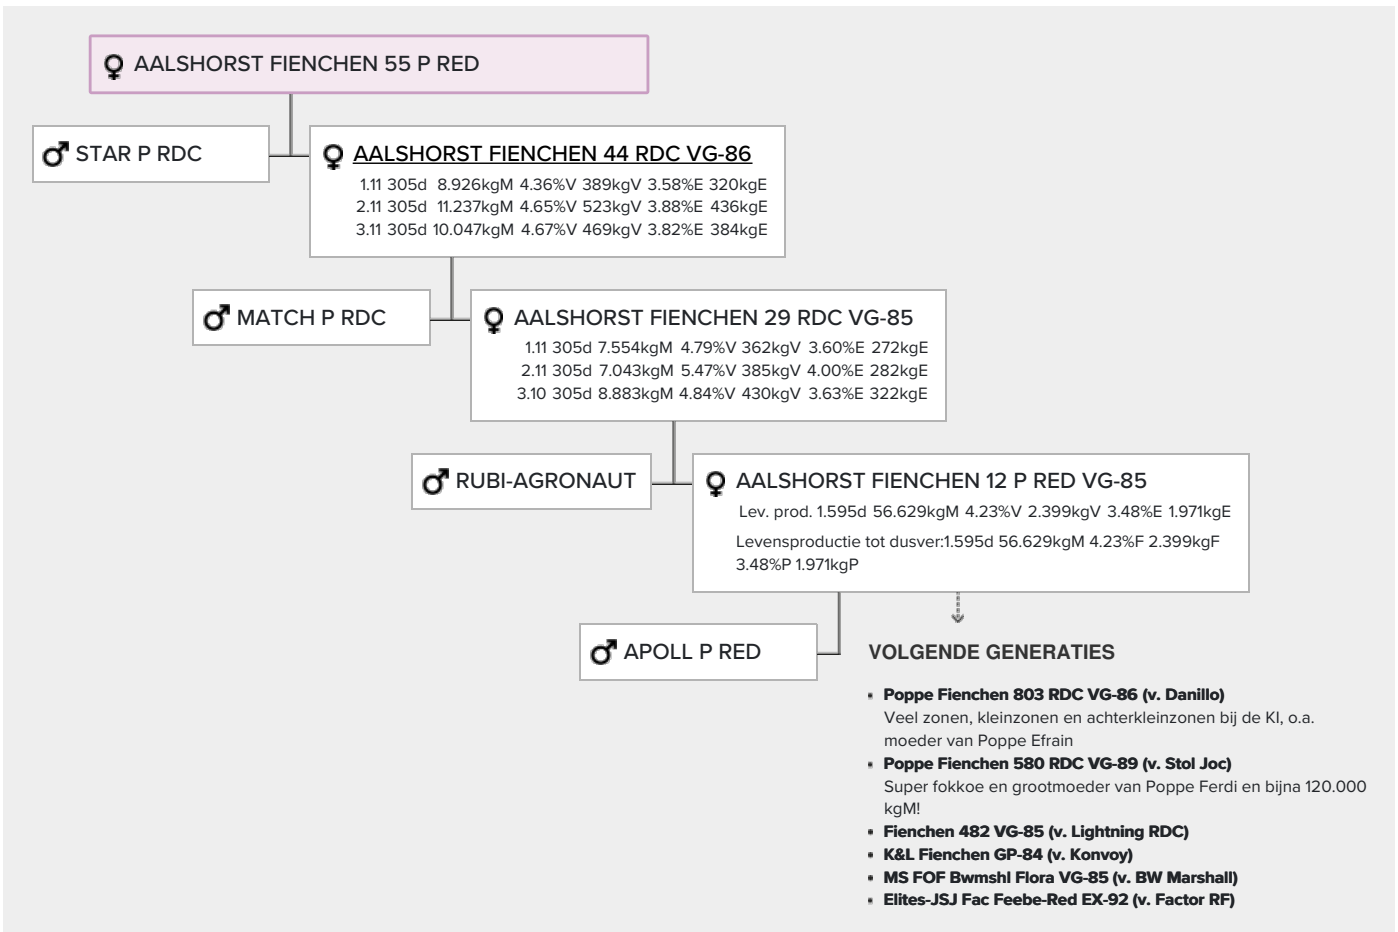 AALSHORST FIENCHEN 55 P RED
STAR P RDC
AALSHORST FIENCHEN 44 RDC VG-86
1.11 305d 8.926kgM 4.36%V 389kgV 3.58%E 320kgE
2.11 305d 11.237kgM 4.65%V 523kgV 3.88%E 436kgE
3.11 305d 10.047kgM 4.67%V 469kgV 3.82%E 384kgE
MATCH P RDC
AALSHORST FIENCHEN 29 RDC VG-85
1.11 305d 7.554kgM 4.79%V 362kgV 3.60%E 272kgE
2.11 305d 7.043kgM 5.47%V 385kgV 4.00%E 282kgE
3.10 305d 8.883kgM 4.84%V 430kgV 3.63%E 322kgE
RUBI-AGRONAUT
AALSHORST FIENCHEN 12 P RED VG-85
Lev. prod. 1.595d 56.629kgM 4.23%V 2.399kgV 3.48%E 1.971kgE
Levensproductie tot dusver:1.595d 56.629kgM 4.23%F 2.399kgF
3.48%P 1.971kgP
APOLL P RED
VOLGENDE GENERATIES
▪ Poppe Fienchen 803 RDC VG-86 (v. Danillo)
Veel zonen, kleinzonen en achterkleinzonen bij de KI, o.a.
moeder van Poppe Efrain
▪ Poppe Fienchen 580 RDC VG-89 (v. Stol Joc)
Super fokkoe en grootmoeder van Poppe Ferdi en bijna 120.000
kgM!
▪ Fienchen 482 VG-85 (v. Lightning RDC)
▪ K&L Fienchen GP-84 (v. Konvoy)
▪ MS FOF Bwmshl Flora VG-85 (v. BW Marshall)
▪ Elites-JSJ Fac Feebe-Red EX-92 (v. Factor RF)